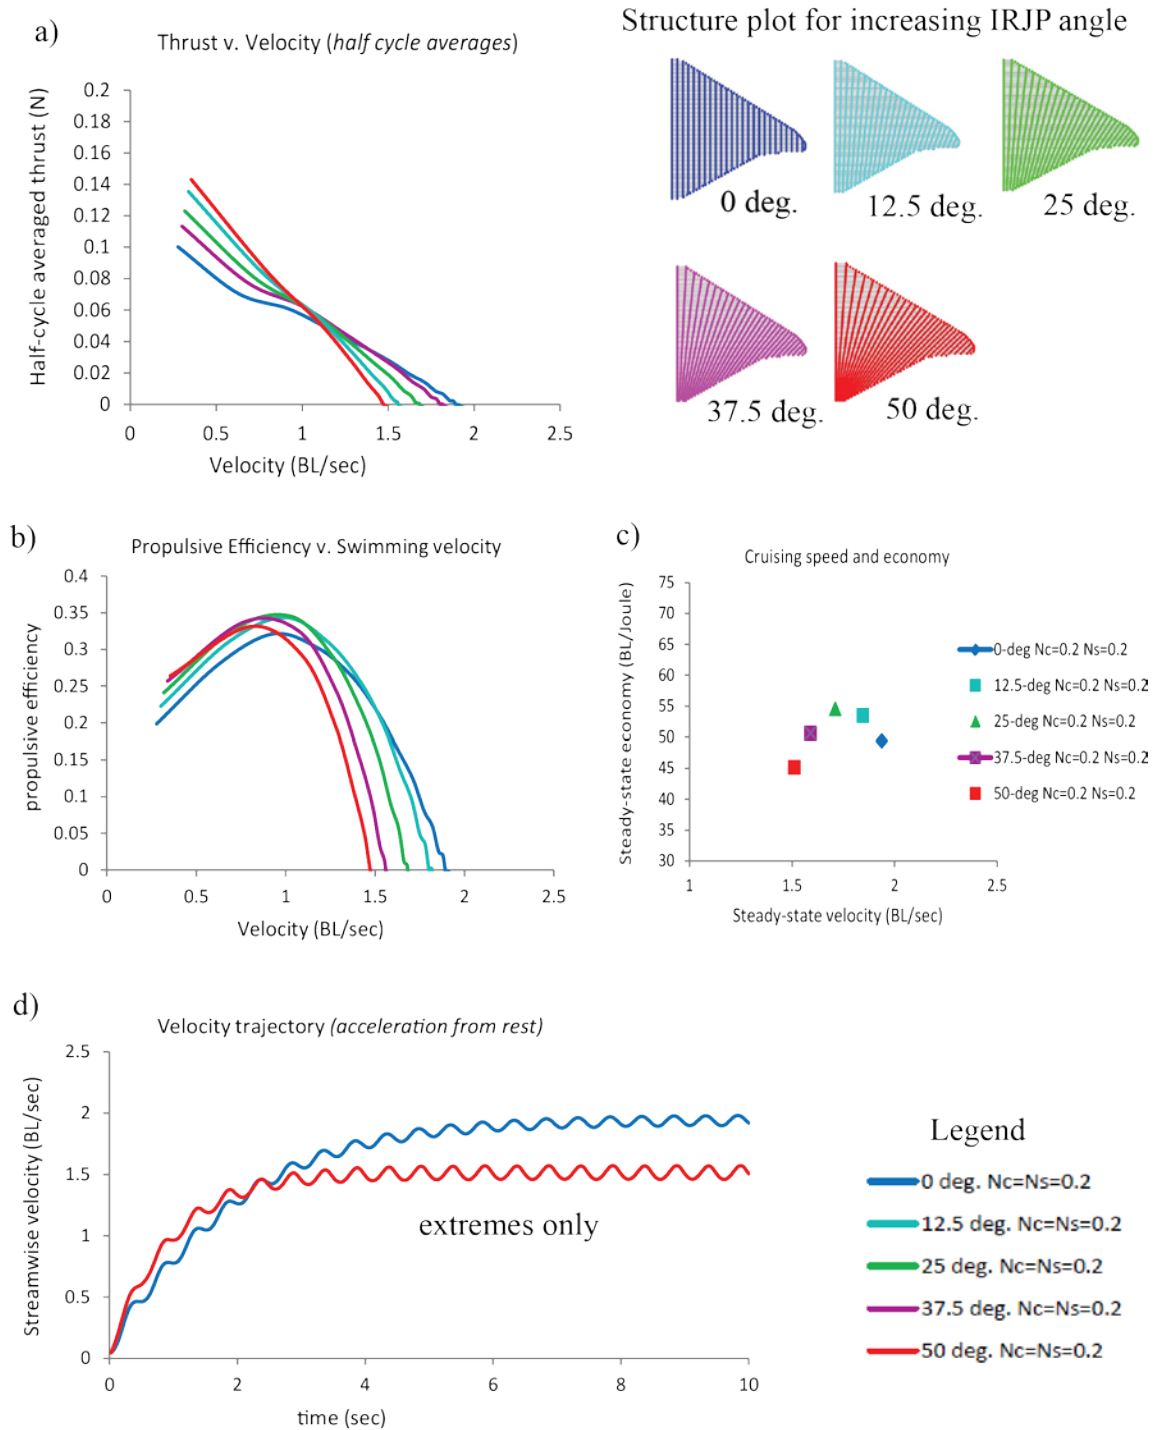 a)
Thrust v. Velocity (half cycle averages)
Half-cycle averaged thrust (N)
0.2
0.18
0.16
0.14
0.12
0.1
0.08
0.06
0.04
0.02
0
0
0.5
1
1.5
2
2.5
Velocity (BL/sec)
Structure plot for increasing IRJP angle
0 deg.
12.5 deg.
25 deg.
37.5 deg.
50 deg.
b)
Propulsive Efficiency v. Swimming velocity
propulsive efficiency
0.4
0.35
0.3
0.25
0.2
0.15
0.1
0.05
0
0
0.5
1
1.5
2
2.5
Velocity (BL/sec)
c)
Cruising speed and economy
Steady-state economy (BL/Joule)
75
70
65
60
55
50
45
40
35
30
1
1.5
2
2.5
Steady-state velocity (BL/sec)
0-deg Nc=0.2 Ns=0.2
12.5-deg Nc=0.2 Ns=0.2
25-deg Nc=0.2 Ns=0.2
37.5-deg Nc=0.2 Ns=0.2
50-deg Nc=0.2 Ns=0.2
d)
Velocity trajectory (acceleration from rest)
Streamwise velocity (BL/sec)
2.5
2
1.5
1
0.5
0
0
2
4
6
8
10
time (sec)
extremes only
Legend
0 deg. Nc=Ns=0.2
12.5 deg. Nc=Ns=0.2
25 deg. Nc=Ns=0.2
37.5 deg. Nc=Ns=0.2
50 deg. Nc=Ns=0.2